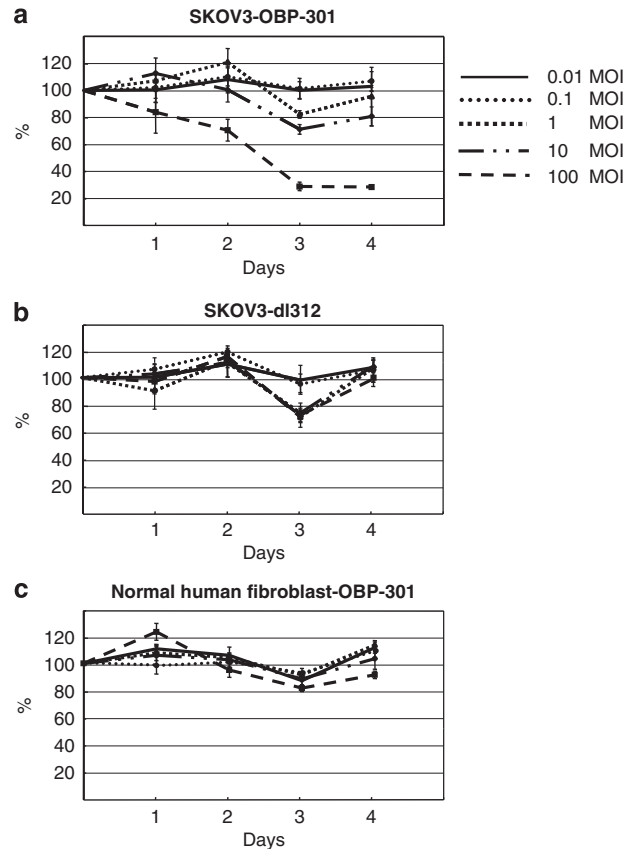 a
SKOV3-OBP-301
120
100
80
60
40
20
%
1 2 3 4
Days
0.01 MOI
0.1 MOI
1 MOI
10 MOI
100 MOI
b
SKOV3-dl312
120
100
80
60
40
20
%
1 2 3 4
Days
c
Normal human fibroblast-OBP-301
120
100
80
60
40
20
%
1 2 3 4
Days